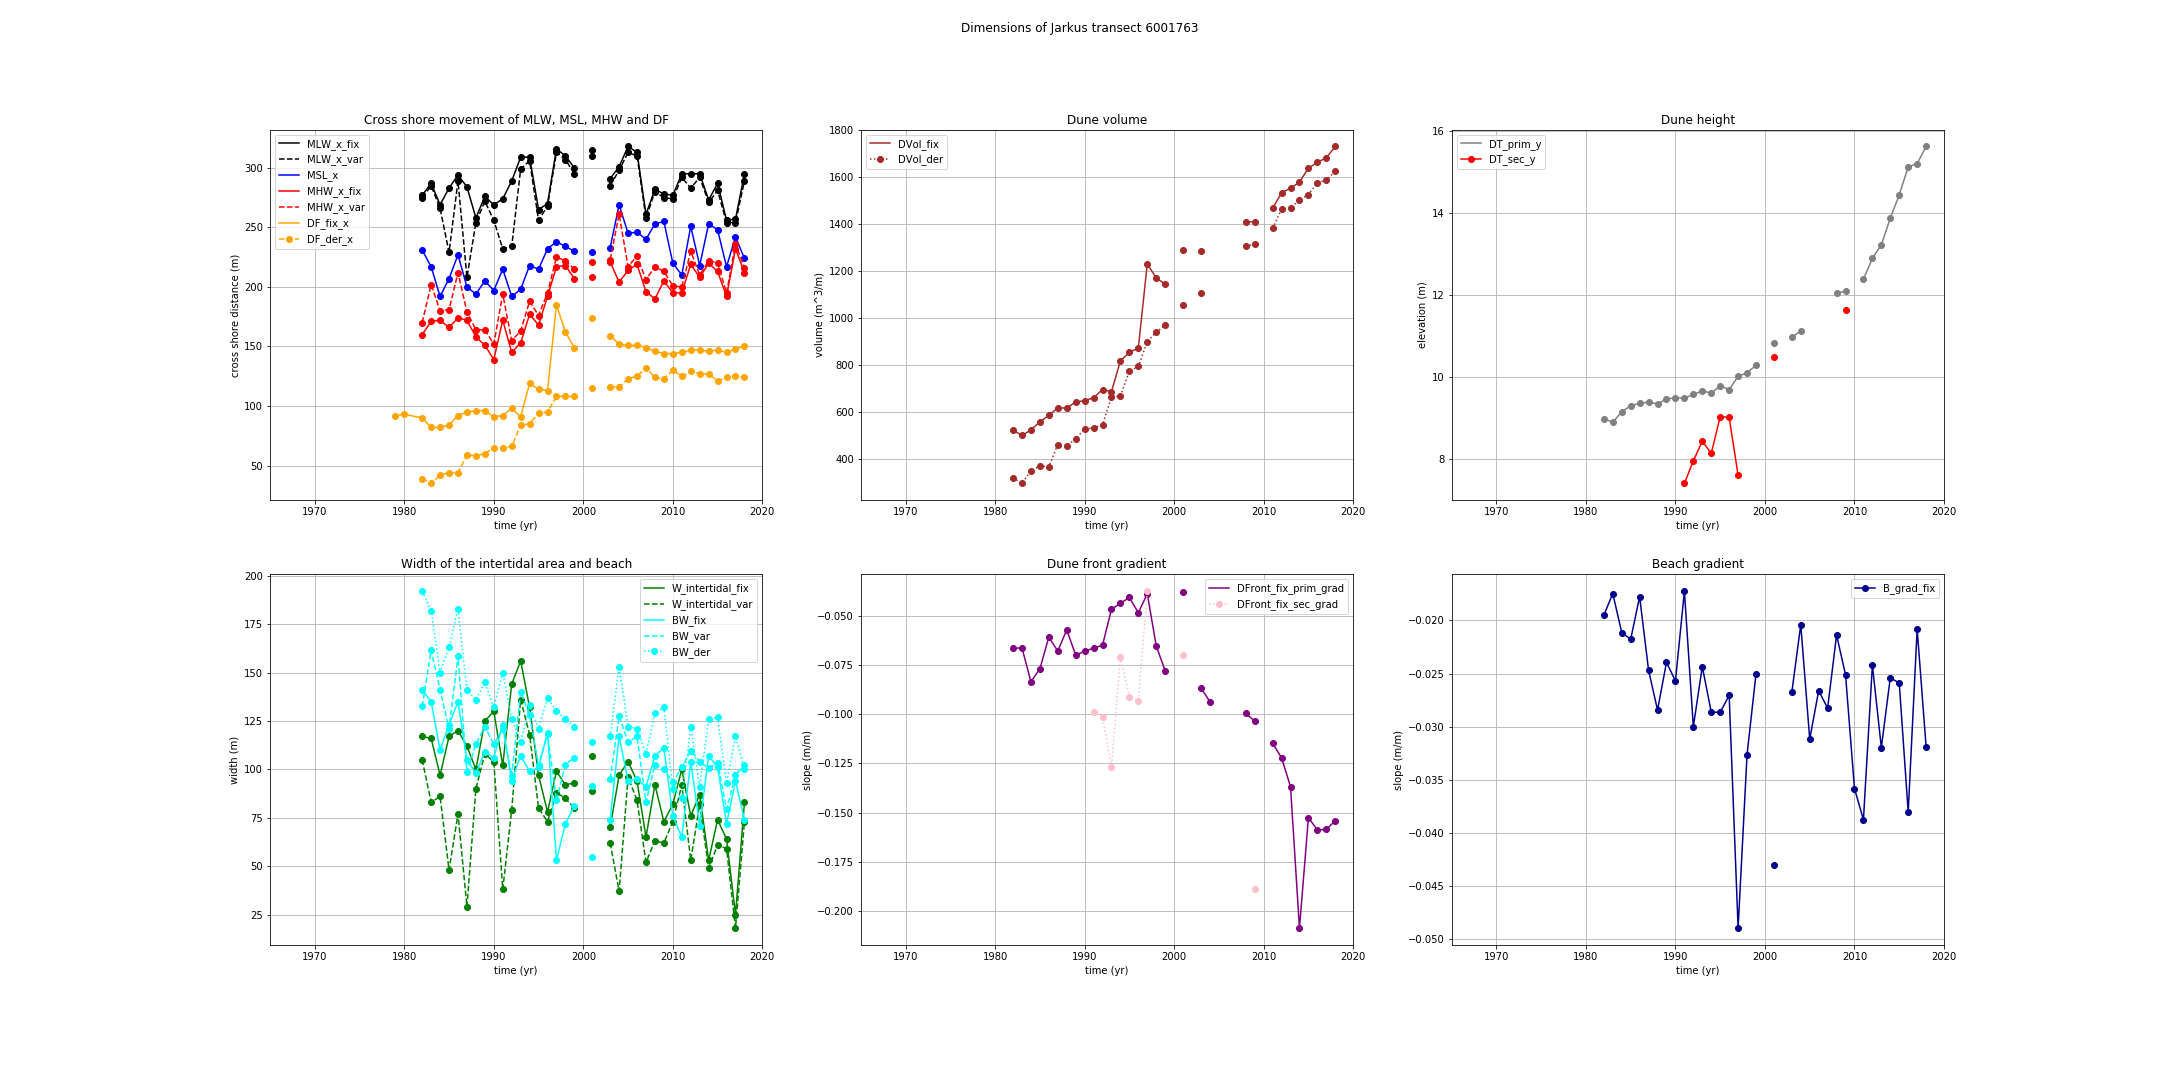 Dimensions of Jarkus transect 6001763
Cross shore movement of MLW, MSL, MHW and DF
MLW_x_fix
MLW_x_var
MSL_x
MHW_x_fix
MHW_x_var
DF_fix_x
DF_der_x
300
250
200
150
100
50
cross shore distance (m)
1970 1980 1990 2000 2010 2020
time (yr)
Dune volume
DVol_fix
DVol_der
1800
1600
1400
1200
1000
800
600
400
volume (m^3/m)
1970 1980 1990 2000 2010 2020
time (yr)
Dune height
DT_prim_y
DT_sec_y
16
14
12
10
8
elevation (m)
1970 1980 1990 2000 2010 2020
time (yr)
Width of the intertidal area and beach
W_intertidal_fix
W_intertidal_var
BW_fix
BW_var
BW_der
200
175
150
125
100
75
50
25
width (m)
1970 1980 1990 2000 2010 2020
time (yr)
Dune front gradient
DFront_fix_prim_grad
DFront_fix_sec_grad
−0.050
−0.075
−0.100
−0.125
−0.150
−0.175
−0.200
slope (m/m)
1970 1980 1990 2000 2010 2020
time (yr)
Beach gradient
B_grad_fix
−0.020
−0.025
−0.030
−0.035
−0.040
−0.045
−0.050
slope (m/m)
1970 1980 1990 2000 2010 2020
time (yr)